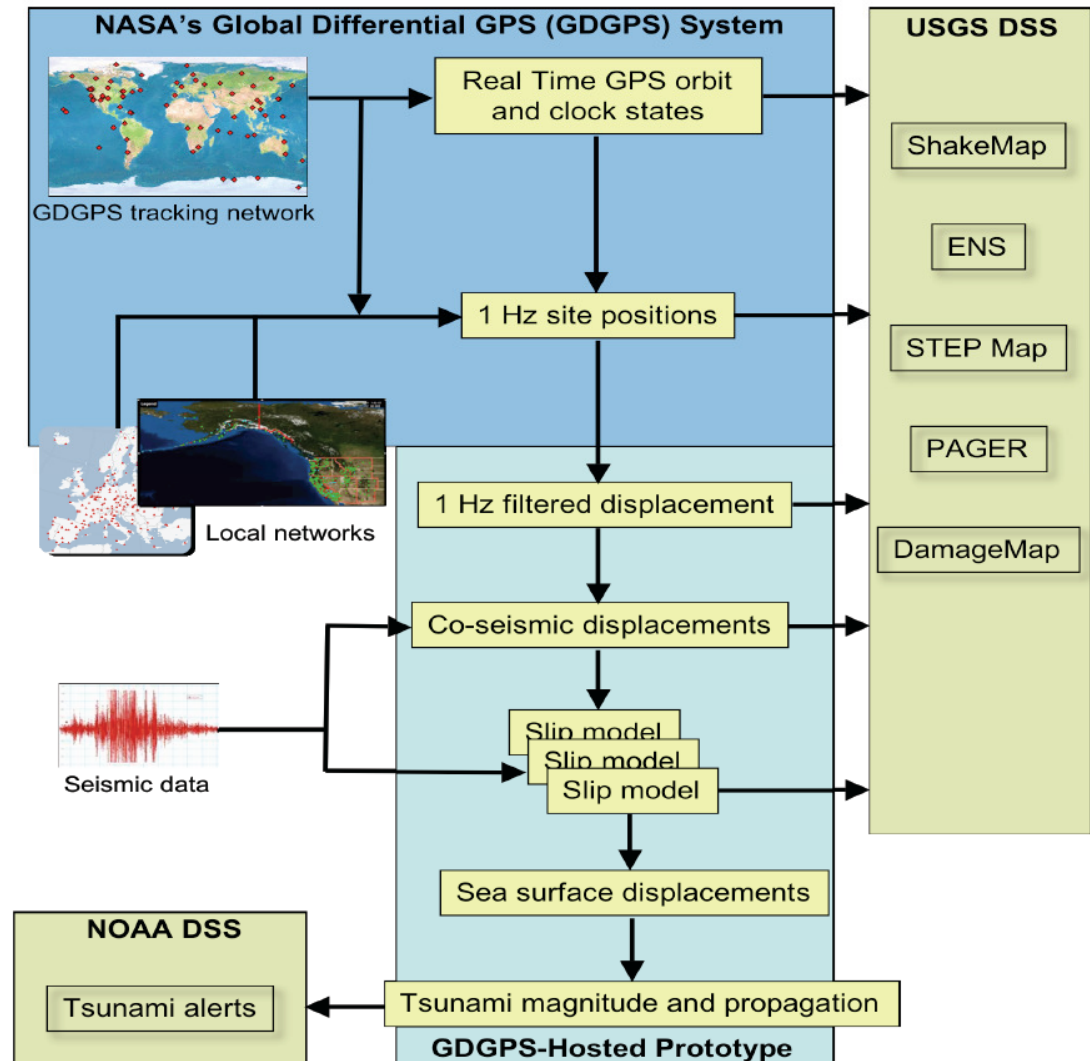 NASA's Global Differential GPS (GDGPS) System
USGS DSS
Real Time GPS orbit
and clock states
GDGPS tracking network
ShakeMap
ENS
1 Hz site positions
STEP Map
PAGER
1 Hz filtered displacement
Local networks
DamageMap
Co-seismic displacements
Slip model
Slip model
Slip model
Seismic data
Sea surface displacements
NOAA DSS
Tsunami alerts
Tsunami magnitude and propagation
GDGPS-Hosted Prototype